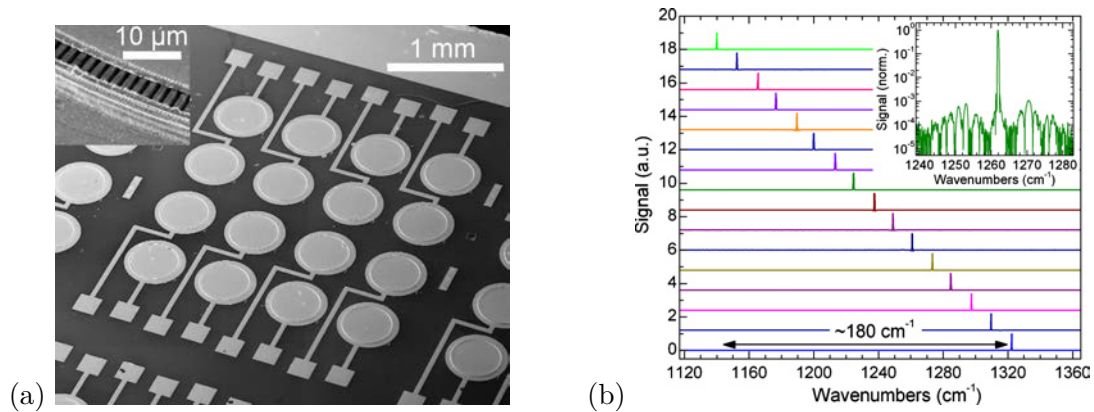 (a)
10 µm
1 mm
(b)
20
18
16
14
12
10
8
6
4
2
0
Signal (a.u.)
1120 1160 1200 1240 1280 1320 1360
Wavenumbers (cm⁻¹)
~180 cm⁻¹
Signal (norm.)
10⁰
10⁻¹
10⁻²
10⁻³
10⁻⁴
10⁻⁵
1240 1250 1260 1270 1280
Wavenumbers (cm⁻¹)